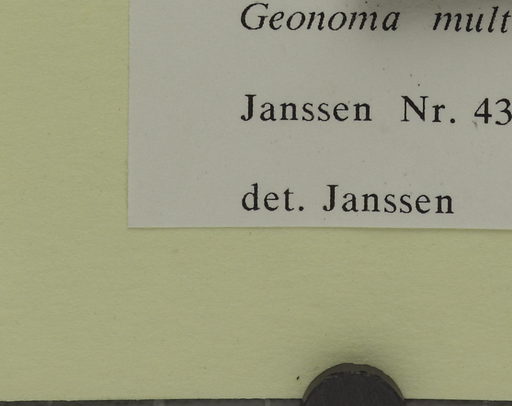 Geonoma mult
Janssen Nr. 43
det. Janssen